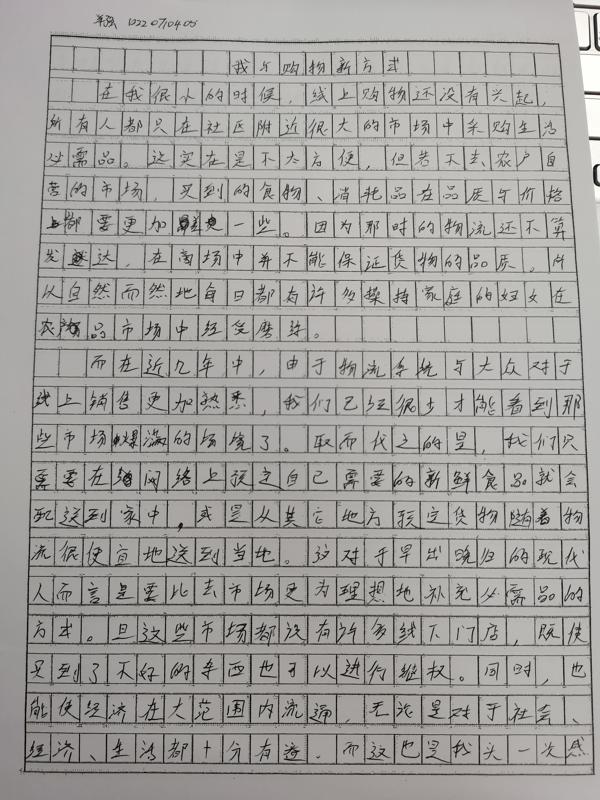 1222 07104 05
我与购物新方式
在我很小的时候，线上购物还没有兴起，
所有人都只在社区附近很大的市场中采购生活
必需品。这实在是不太方便，但若不去农户自
营的市场，买到的食物、消耗品在品质与价格
上都要更加一些。因为那时的物流还不算
发达，在商场中并不能保证货物的品质。所
以自然而然地每日都有许多操持家庭的妇女在
农产品市场中经受磨练。
而在近几年中，由于物流系统与大众对于
线上销售更加熟悉，我们已经很少才能看到那
些市场爆满的场境了。取而代之的是，我们只
需要在网络上预定自己需要的新鲜食品就会
配送到家中，或是从其它地方预定货物随着物
流很便宜地送到当地。这对于早出晚归的现代
人而言是要比去市场更为理想地补充必需品的
方式。且这些市场都设有许多线下门店，既使
买到了不好的东西也可以进行维权。同时，也
能使经济在大范围内流通，无论是对于社会、
经济、生活都十分有益。而这也是我头一次感